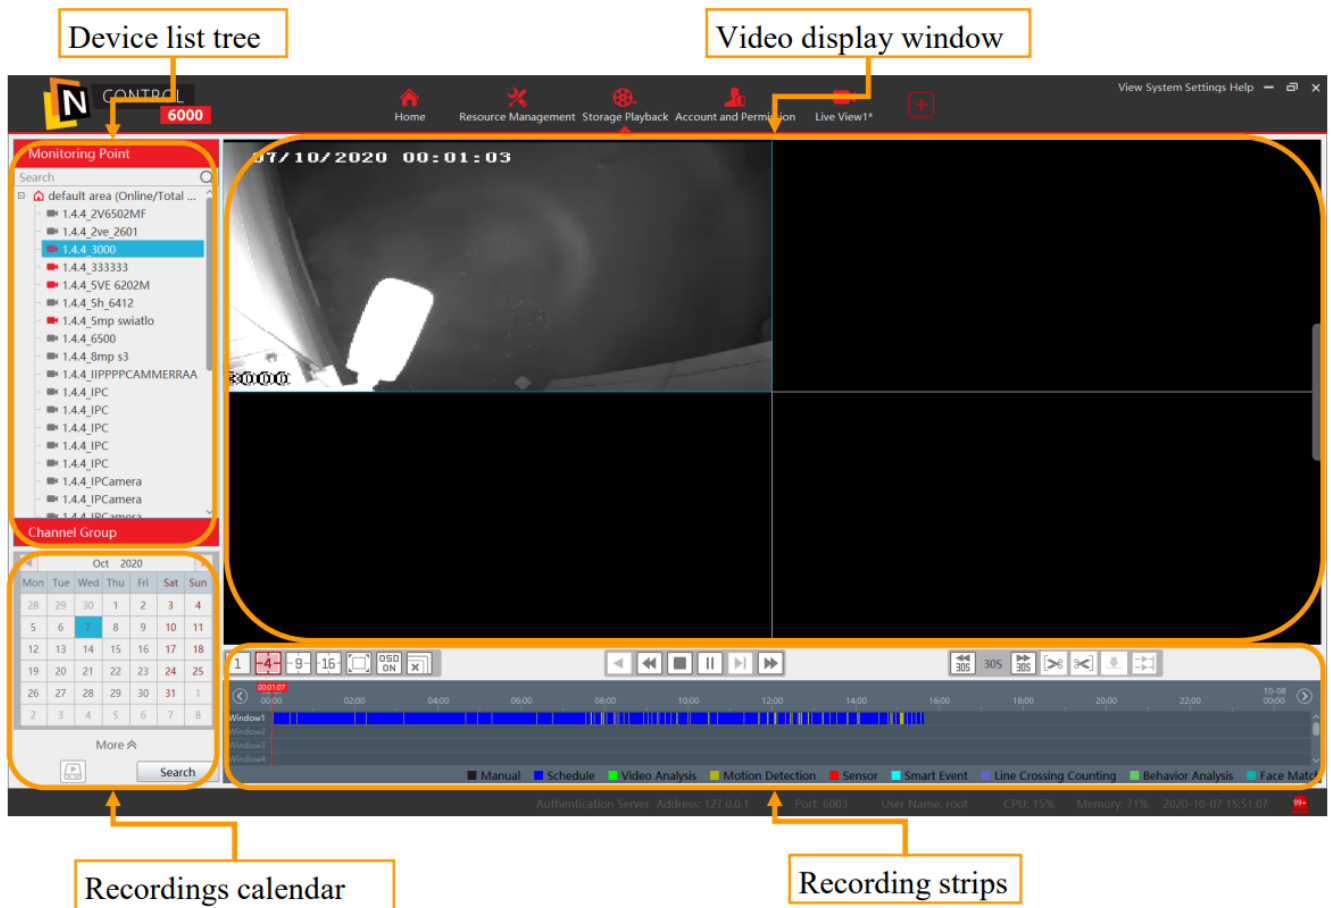 Device list tree
Video display window
N CONTROL
6000
Home
Resource Management
Storage Playback
Account and Permission
Live View1*
View System Settings Help
Monitoring Point
Search
default area (Online/Total ...
1.4.4_2V6502MF
1.4.4_2ve_2601
1.4.4_3000
1.4.4_333333
1.4.4_5VE 6202M
1.4.4_5h_6412
1.4.4_5mp swiatlo
1.4.4_6500
1.4.4_8mp s3
1.4.4_IIPPPPCAMMERRAA
1.4.4_IPC
1.4.4_IPC
1.4.4_IPC
1.4.4_IPC
1.4.4_IPC
1.4.4_IPCamera
1.4.4_IPCamera
1.4.4_IPCamera
07/10/2020 00:01:03
3000
Channel Group
Oct 2020
Mon Tue Wed Thu Fri Sat Sun
28 29 30 1 2 3 4
5 6 7 8 9 10 11
12 13 14 15 16 17 18
19 20 21 22 23 24 25
26 27 28 29 30 31 1
2 3 4 5 6 7 8
More
Search
1 4 9 16 OSD ON
30S 30S 30S
00:01:07
00:00 02:00 04:00 06:00 08:00 10:00 12:00 14:00 16:00 18:00 20:00 22:00 10-08 00:00
Window1
Window2
Window3
Window4
Manual Schedule Video Analysis Motion Detection Sensor Smart Event Line Crossing Counting Behavior Analysis Face Match
Authentication Server Address: 127.0.0.1 Port: 6003 User Name: root CPU: 15% Memory: 71% 2020-10-07 15:51:07 99+
Recordings calendar
Recording strips